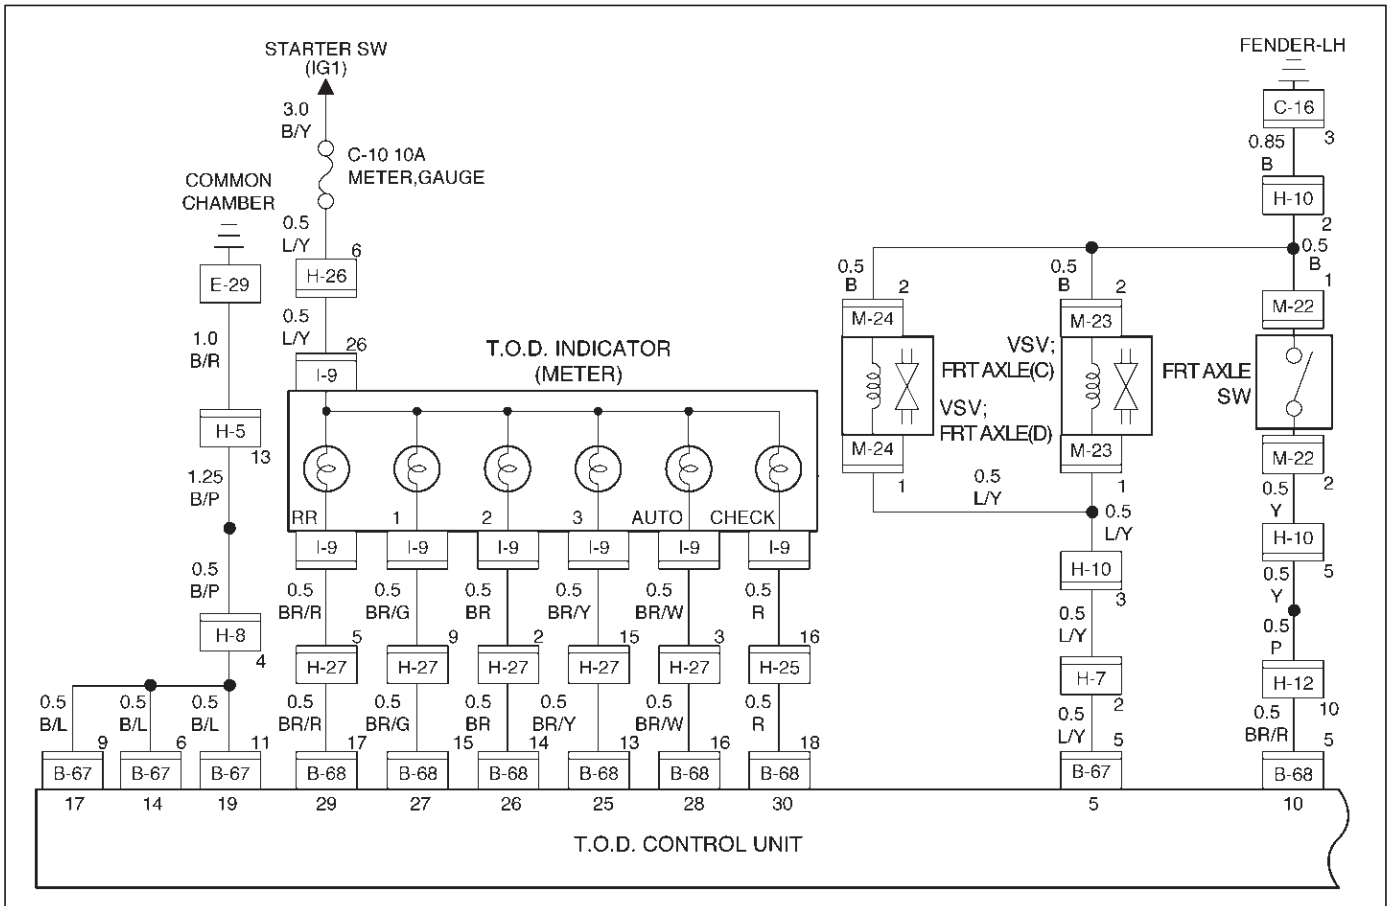 STARTER SW
(IG1)
FENDER-LH
3.0
B/Y
C-16
3
C-10 10A
METER,GAUGE
0.85
B
COMMON
CHAMBER
H-10
2
0.5
L/Y
6
H-26
0.5
B
0.5
B
2
0.5
B
2
1
E-29
M-24
M-23
M-22
1.0
B/R
0.5
L/Y
26
I-9
T.O.D. INDICATOR
(METER)
VSV;
FRT AXLE(C)
VSV;
FRT AXLE(D)
FRT AXLE
SW
H-5
13
M-24
1
M-23
1
M-22
2
1.25
B/P
0.5
L/Y
0.5
L/Y
0.5
Y
RR
1
2
3
AUTO
CHECK
I-9
I-9
I-9
I-9
I-9
I-9
H-10
3
H-10
5
0.5
B/P
0.5
BR/R
0.5
BR/G
0.5
BR
0.5
BR/Y
0.5
BR/W
0.5
R
0.5
L/Y
0.5
Y
0.5
P
H-8
4
5
H-27
9
H-27
2
H-27
15
H-27
3
H-27
16
H-25
H-7
2
H-12
10
0.5
B/L
0.5
B/L
0.5
B/L
0.5
BR/R
0.5
BR/G
0.5
BR
0.5
BR/Y
0.5
BR/W
0.5
R
0.5
L/Y
0.5
BR/R
9
6
11
17
15
14
13
16
18
5
5
B-67
B-67
B-67
B-68
B-68
B-68
B-68
B-68
B-68
B-67
B-68
17
14
19
29
27
26
25
28
30
5
10
T.O.D. CONTROL UNIT